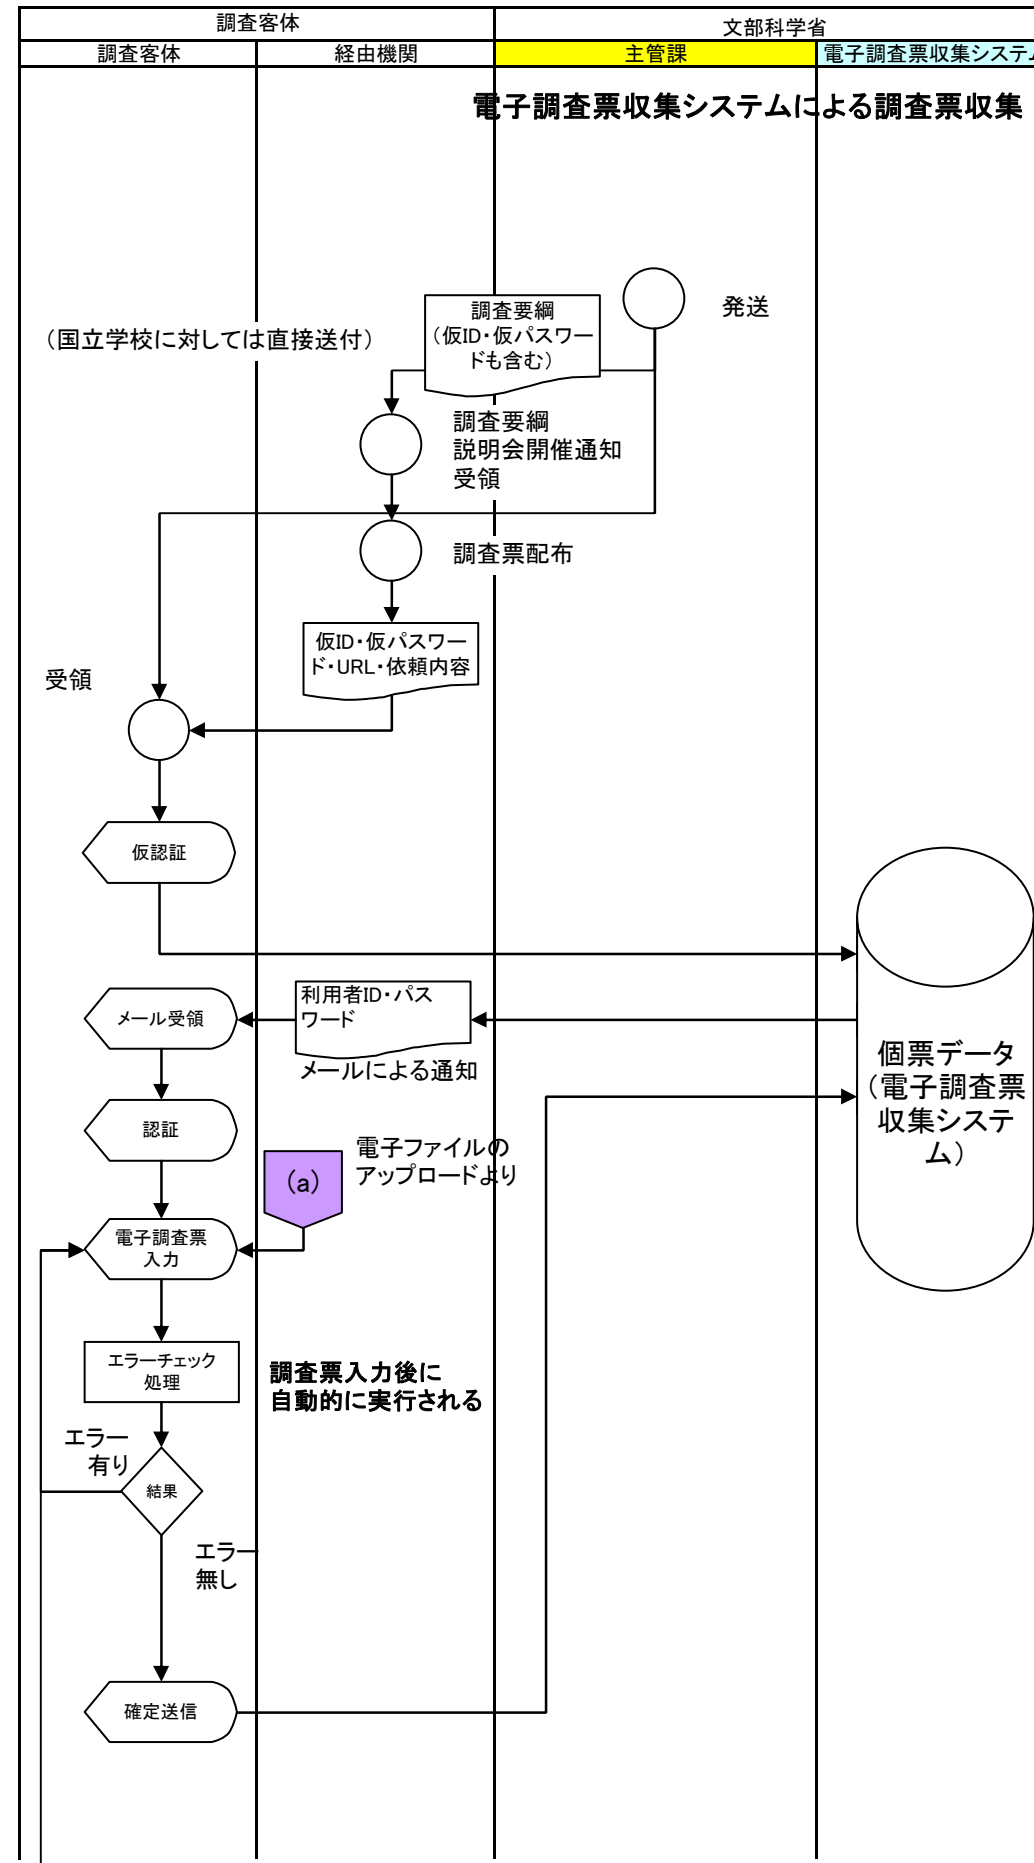 調査客体
文部科学省
調査客体
経由機関
主管課
電子調査票収集システム
電子調査票収集システムによる調査票収集
発送
調査要綱
（仮ID・仮パスワー
ドも含む）
（国立学校に対しては直接送付）
調査要綱
説明会開催通知
受領
調査票配布
仮ID・仮パスワー
ド・URL・依頼内容
受領
仮認証
利用者ID・パス
ワード
メール受領
メールによる通知
個票データ
（電子調査票
収集システ
ム）
認証
電子ファイルの
アップロードより
（a）
電子調査票
入力
エラーチェック
処理
調査票入力後に
自動的に実行される
エラー
有り
結果
エラー
無し
確定送信